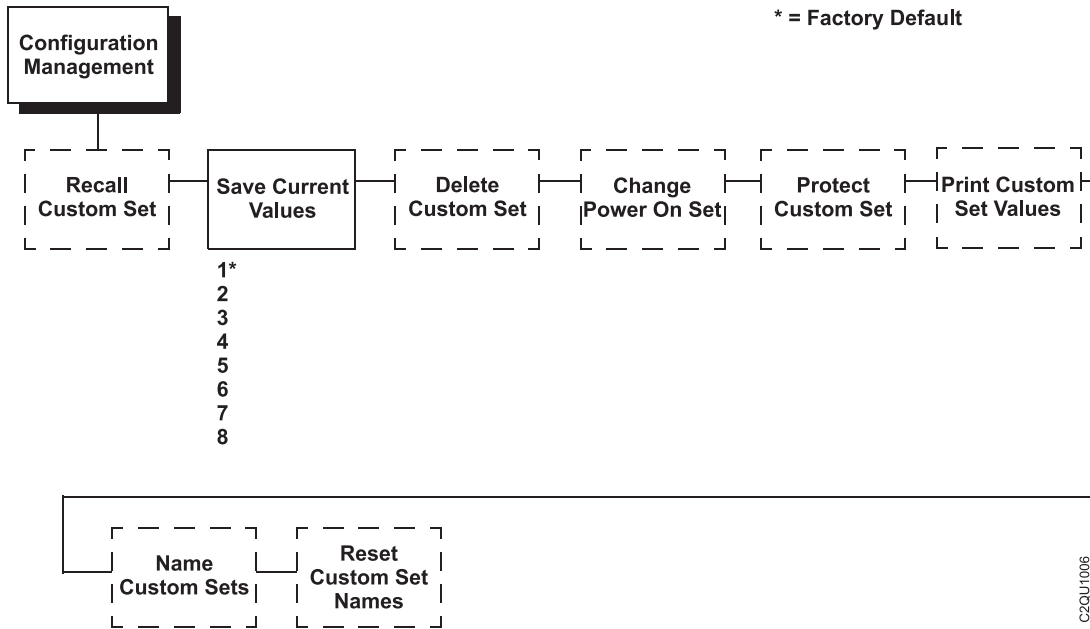 * = Factory Default
Configuration
Management
Recall
Custom Set
Save Current
Values
Delete
Custom Set
Change
Power On Set
Protect
Custom Set
Print Custom
Set Values
1*
2
3
4
5
6
7
8
Name
Custom Sets
Reset
Custom Set
Names
C2QU1006